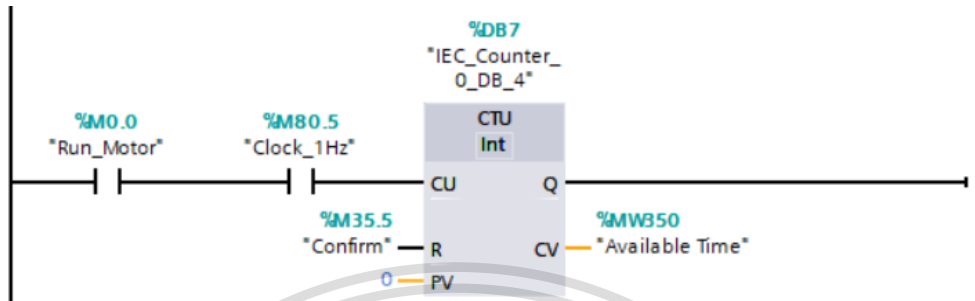 %DB7
"IEC_Counter_
0_DB_4"
%M0.0
"Run_Motor"
%M80.5
"Clock_1Hz"
CTU
Int
CU
Q
%M35.5
"Confirm"
R
CV
%MW350
"Available Time"
0
PV